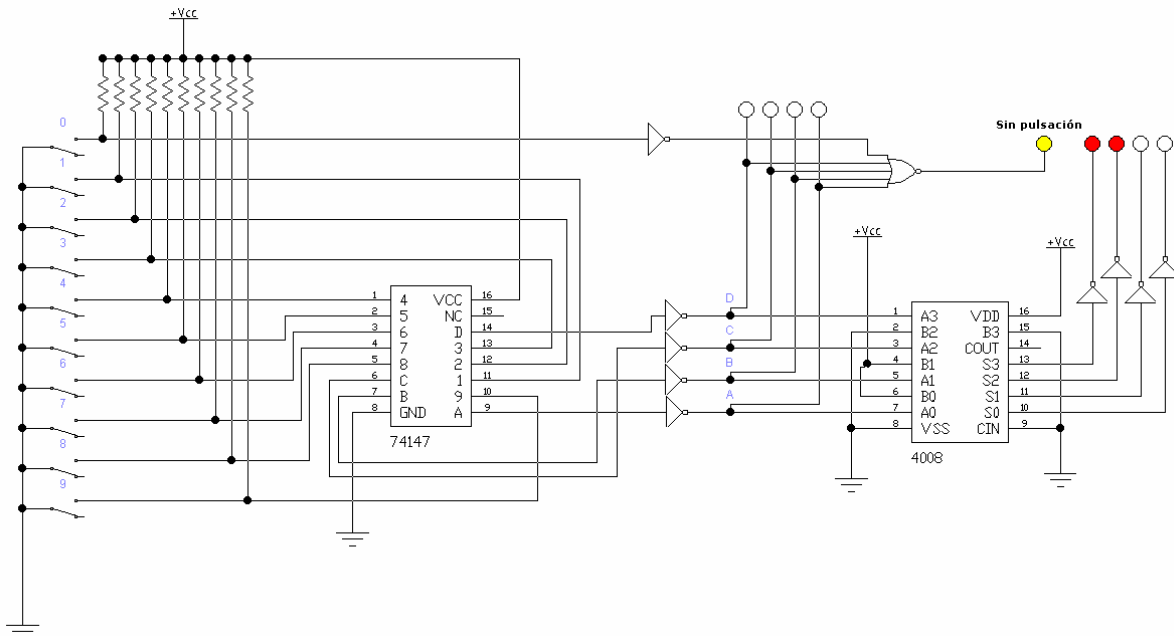 +Vcc
0
1
2
3
4
5
6
7
8
9
Sin pulsación
+Vcc
+Vcc
D
C
B
A
1 4 VCC 16
2 5 NC 15
3 6 D 14
4 7 3 13
5 8 2 12
6 C 1 11
7 B 9 10
8 GND A 9
74147
1 A3 VDD 16
2 B2 B3 15
3 A2 COUT 14
4 B1 S3 13
5 A1 S2 12
6 B0 S1 11
7 A0 S0 10
8 VSS CIN 9
4008